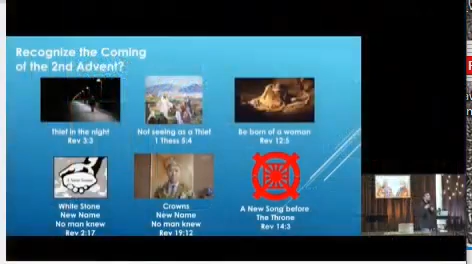 Recognize the Coming
of the 2nd Advent?
Thief in the night
Rev 3:3
Not seeing as a Thief
1 Thess 5:4
Be born of a woman
Rev 12:5
White Stone
New Name
No man knew
Rev 2:17
Crowns
New Name
No man knew
Rev 19:12
A New Song before
The Throne
Rev 14:3